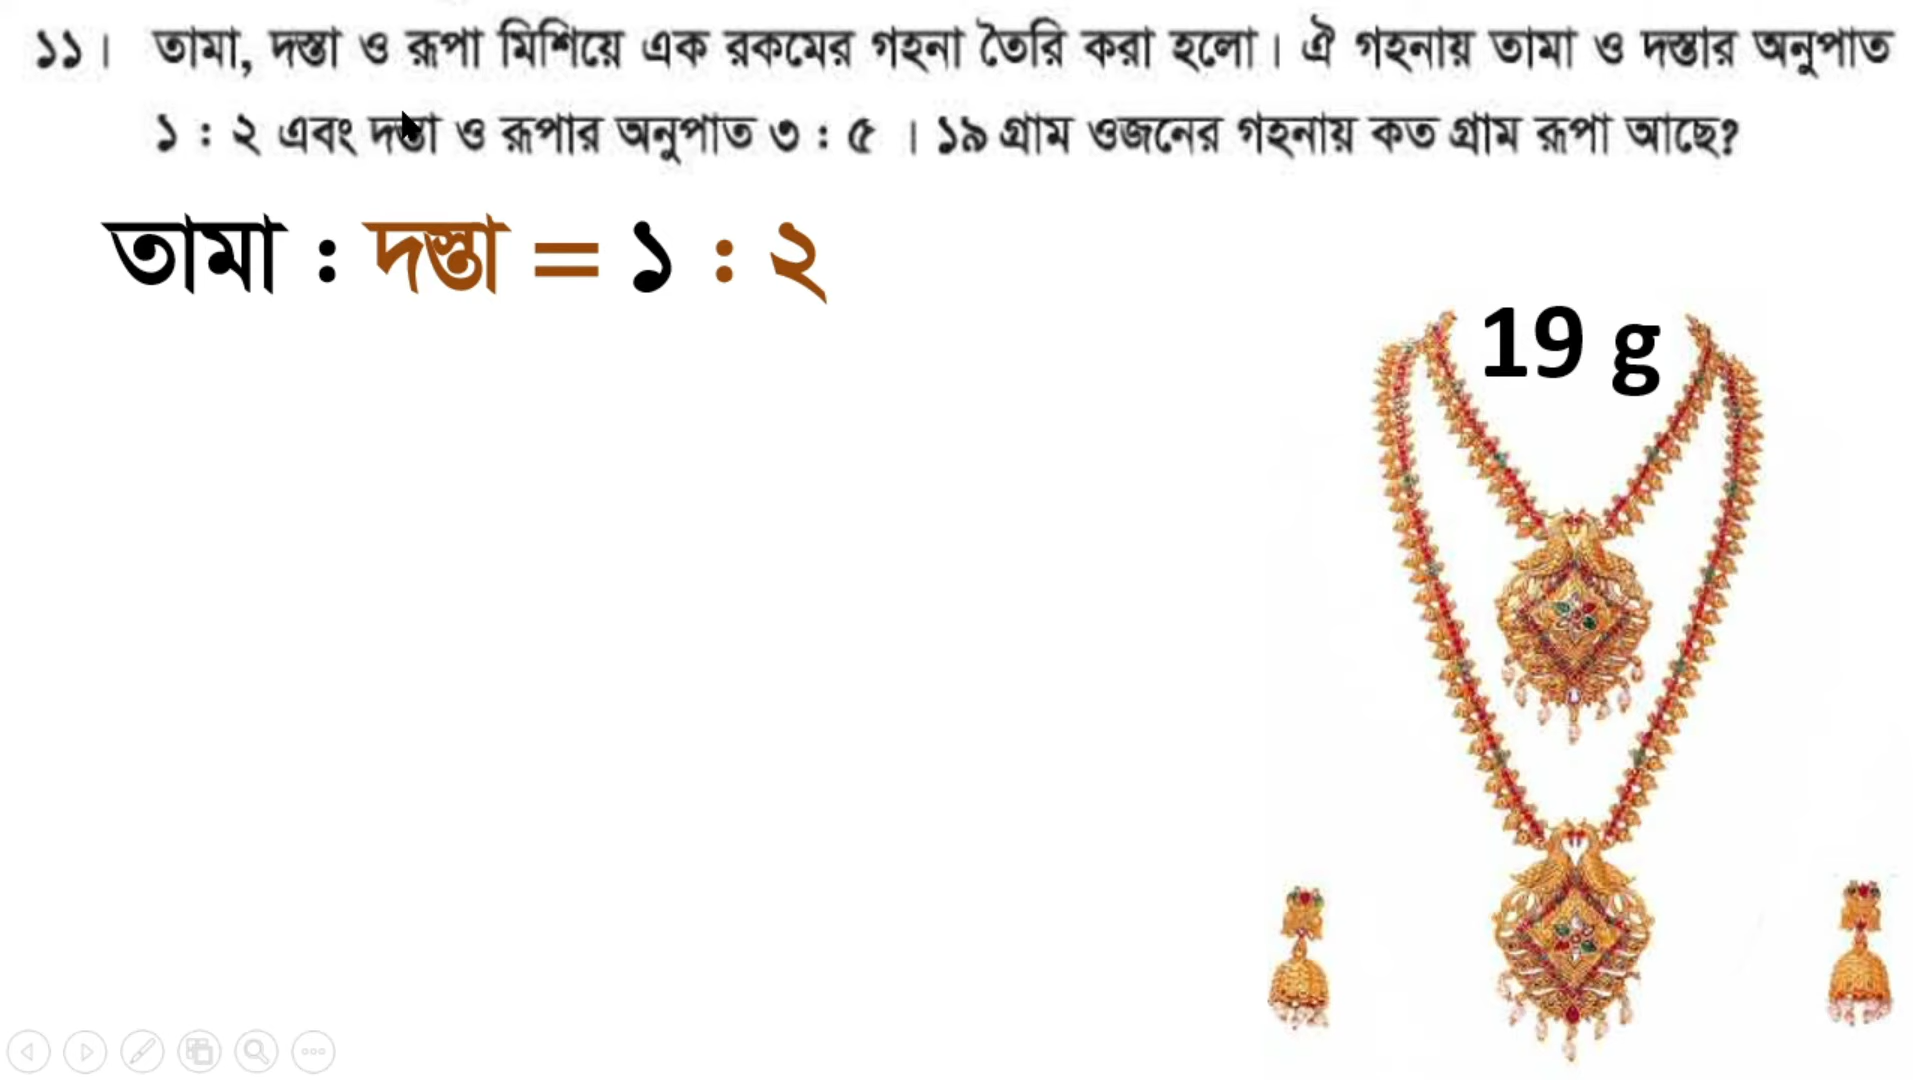 ১১। তামা, দস্তা ও রূপা মিশিয়ে এক রকমের গহনা তৈরি করা হলো। ঐ গহনায় তামা ও দস্তার অনুপাত
১ : ২ এবং দস্তা ও রূপার অনুপাত ৩ : ৫ । ১৯ গ্রাম ওজনের গহনায় কত গ্রাম রূপা আছে?
তামা : দস্তা = ১ : ২
19 g